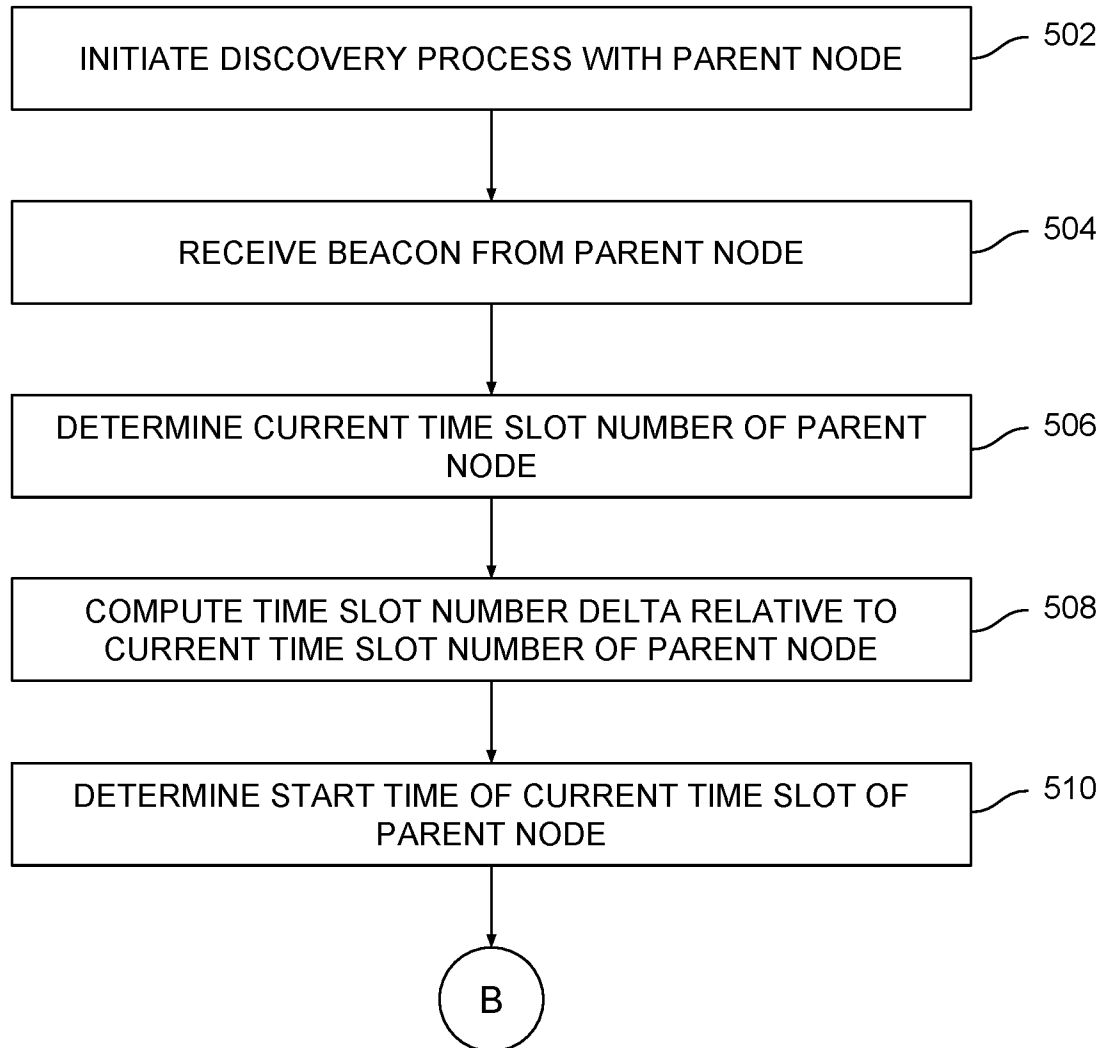 INITIATE DISCOVERY PROCESS WITH PARENT NODE
502
RECEIVE BEACON FROM PARENT NODE
504
DETERMINE CURRENT TIME SLOT NUMBER OF PARENT
NODE
506
COMPUTE TIME SLOT NUMBER DELTA RELATIVE TO
CURRENT TIME SLOT NUMBER OF PARENT NODE
508
DETERMINE START TIME OF CURRENT TIME SLOT OF
PARENT NODE
510
B